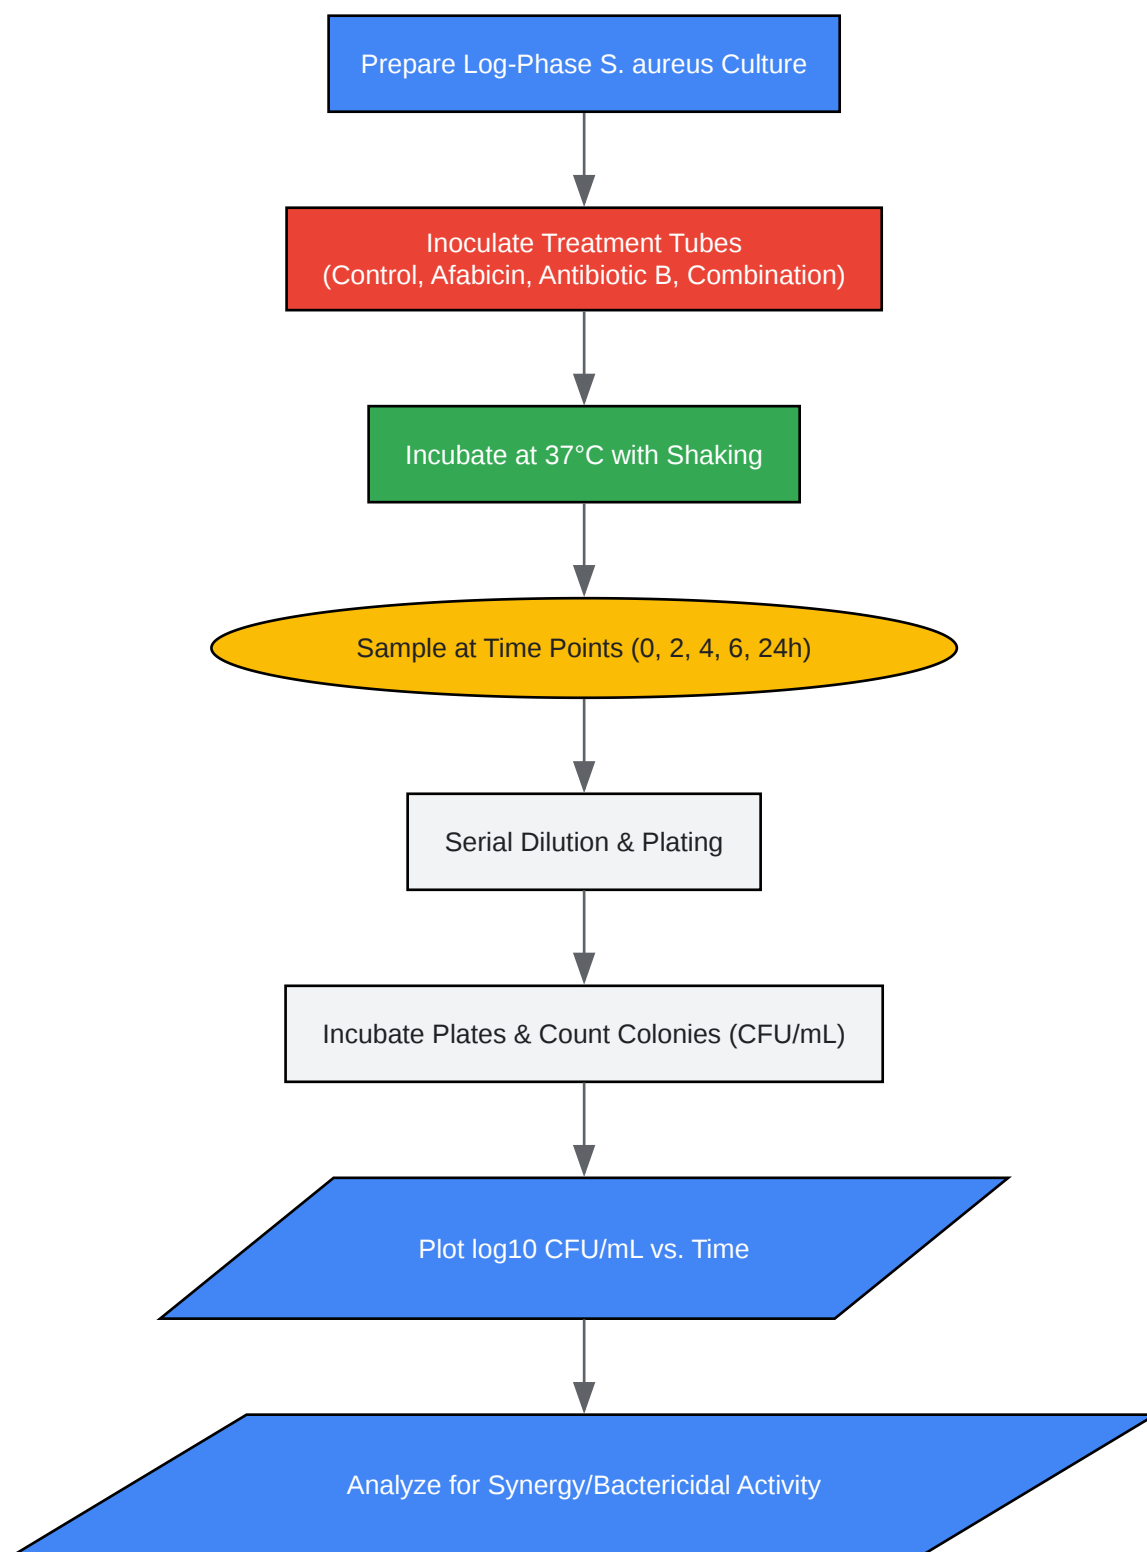 Prepare Log-Phase S. aureus Culture
Inoculate Treatment Tubes
(Control, Afabicin, Antibiotic B, Combination)
Incubate at 37°C with Shaking
Sample at Time Points (0, 2, 4, 6, 24h)
Serial Dilution & Plating
Incubate Plates & Count Colonies (CFU/mL)
Plot log10 CFU/mL vs. Time
Analyze for Synergy/Bactericidal Activity